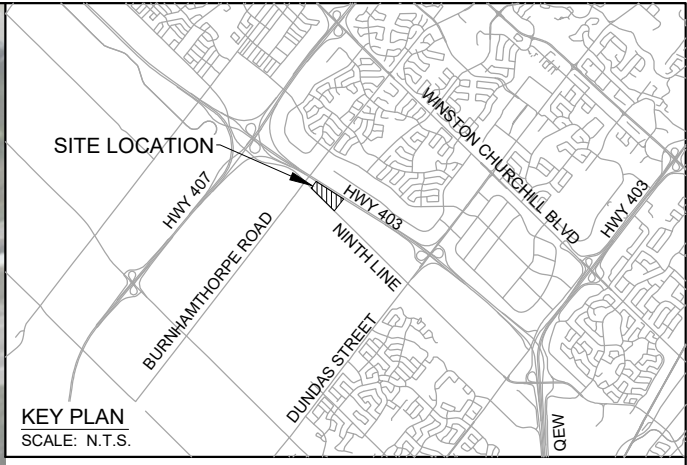 SITE LOCATION
WINSTON CHURCHILL BLVD
HWY 407
HWY 403
HWY 403
BURNHAMTHORPE ROAD
NINTH LINE
DUNDAS STREET
QEW
KEY PLAN
SCALE: N.T.S.